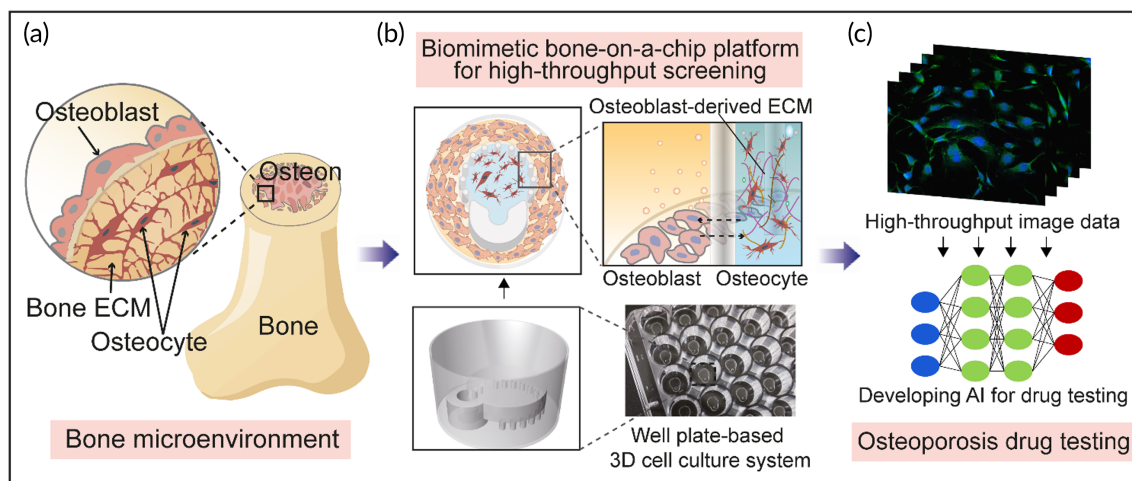 (a)
Osteoblast
Osteon
Bone ECM
Osteocyte
Bone
Bone microenvironment
(b)
Biomimetic bone-on-a-chip platform
for high-throughput screening
Osteoblast-derived ECM
Osteoblast
Osteocyte
Well plate-based
3D cell culture system
(c)
High-throughput image data
Developing AI for drug testing
Osteoporosis drug testing